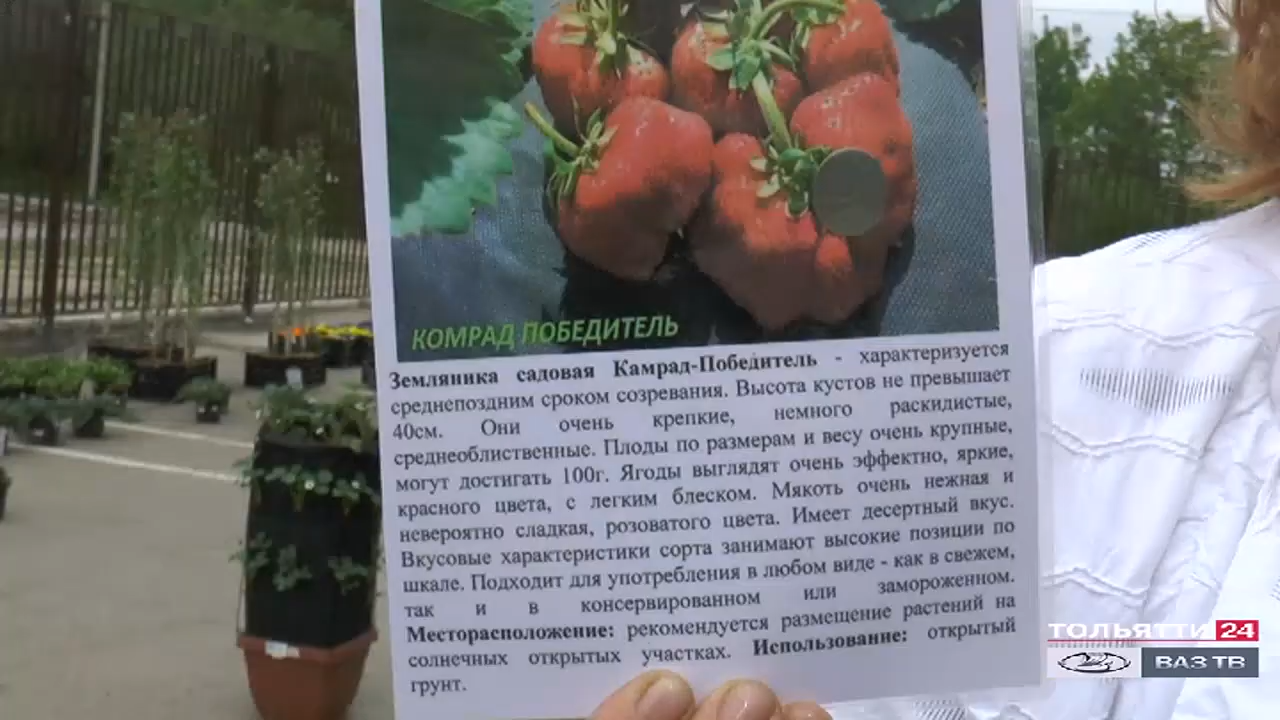 КОМРАД ПОБЕДИТЕЛЬ
Земляника садовая Камрад-Победитель - характеризуется
среднепоздним сроком созревания. Высота кустов не превышает
40см. Они очень крепкие, немного раскидистые,
среднеоблиственные. Плоды по размерам и весу очень крупные,
могут достигать 100г. Ягоды выглядят очень эффектно, яркие,
красного цвета, с легким блеском. Мякоть очень нежная и
невероятно сладкая, розоватого цвета. Имеет десертный вкус.
Вкусовые характеристики сорта занимают высокие позиции по
шкале. Подходит для употребления в любом виде - как в свежем,
так и в консервированном или замороженном.
Месторасположение: рекомендуется размещение растений на
солнечных открытых участках. Использование: открытый
грунт.
ТОЛЬЯТТИ 24
ВАЗ ТВ